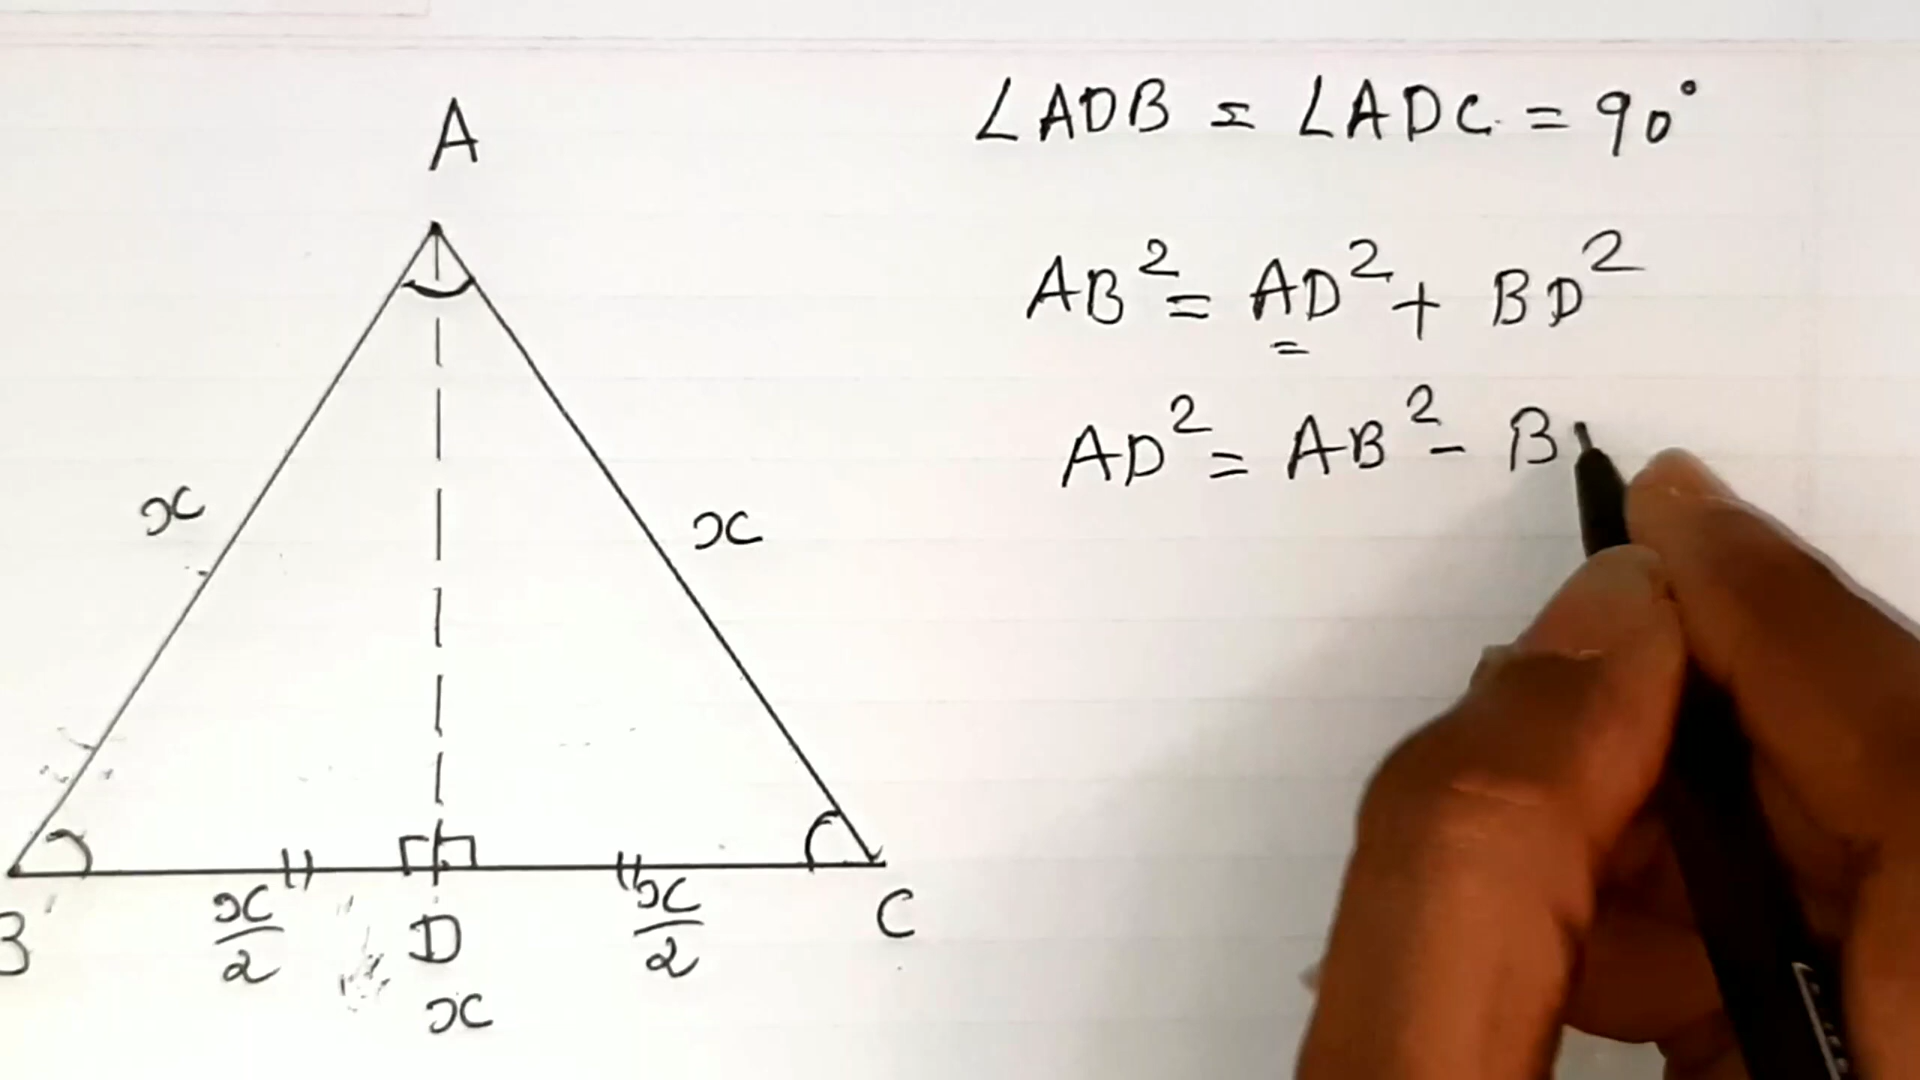 A
∠ADB = ∠ADC = 90°
AB² = AD² + BD²
AD² = AB² - B
x
x
B
x/2
D
x/2
C
x